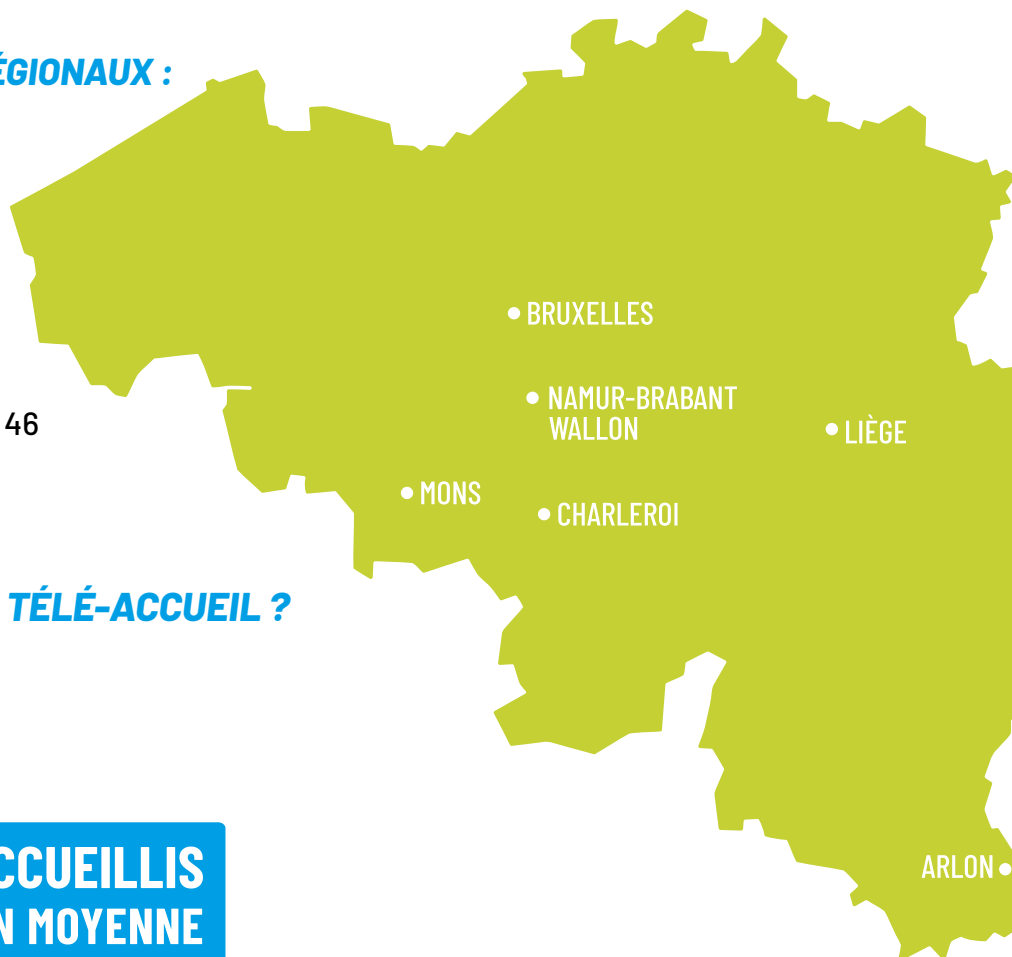 ÉGIONAUX :
BRUXELLES
NAMUR-BRABANT
WALLON
LIÈGE
46
MONS
CHARLEROI
TÉLÉ-ACCUEIL ?
CCUEILLIS
N MOYENNE
ARLON